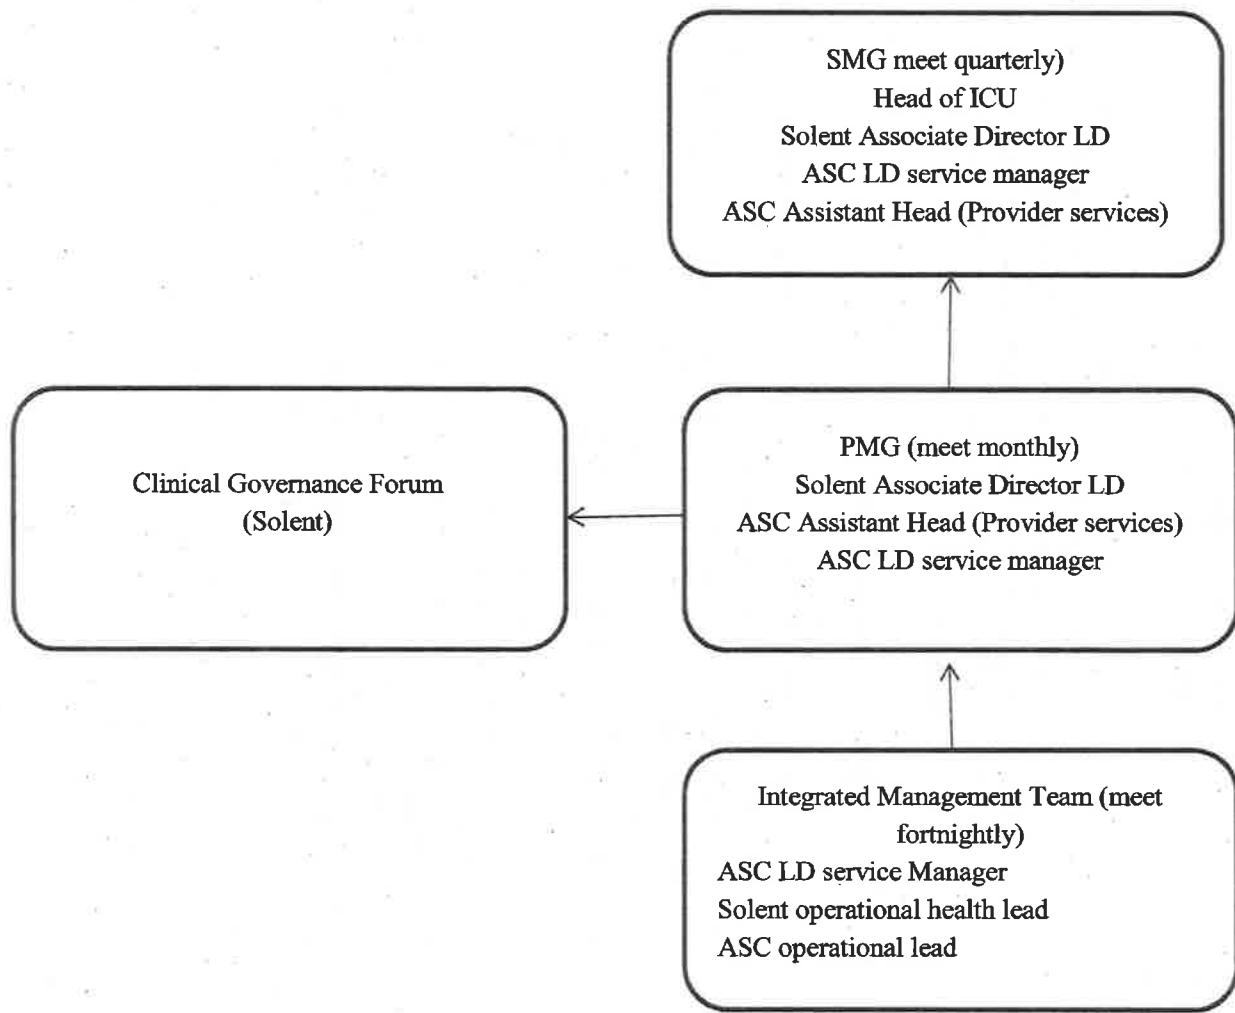 SMG meet quarterly)
Head of ICU
Solent Associate Director LD
ASC LD service manager
ASC Assistant Head (Provider services)
Clinical Governance Forum
(Solent)
PMG (meet monthly)
Solent Associate Director LD
ASC Assistant Head (Provider services)
ASC LD service manager
Integrated Management Team (meet
fortnightly)
ASC LD service Manager
Solent operational health lead
ASC operational lead